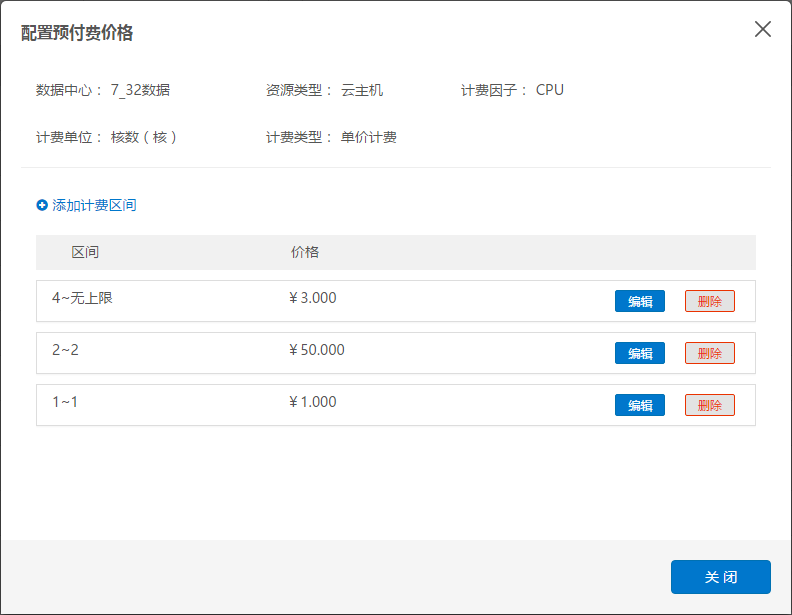 配置预付费价格
数据中心： 7_32数据 资源类型： 云主机 计费因子： CPU
计费单位： 核数（核） 计费类型： 单价计费
添加计费区间
区间 价格
4~无上限 ¥3.000 编辑 删除
2~2 ¥50.000 编辑 删除
1~1 ¥1.000 编辑 删除
关闭